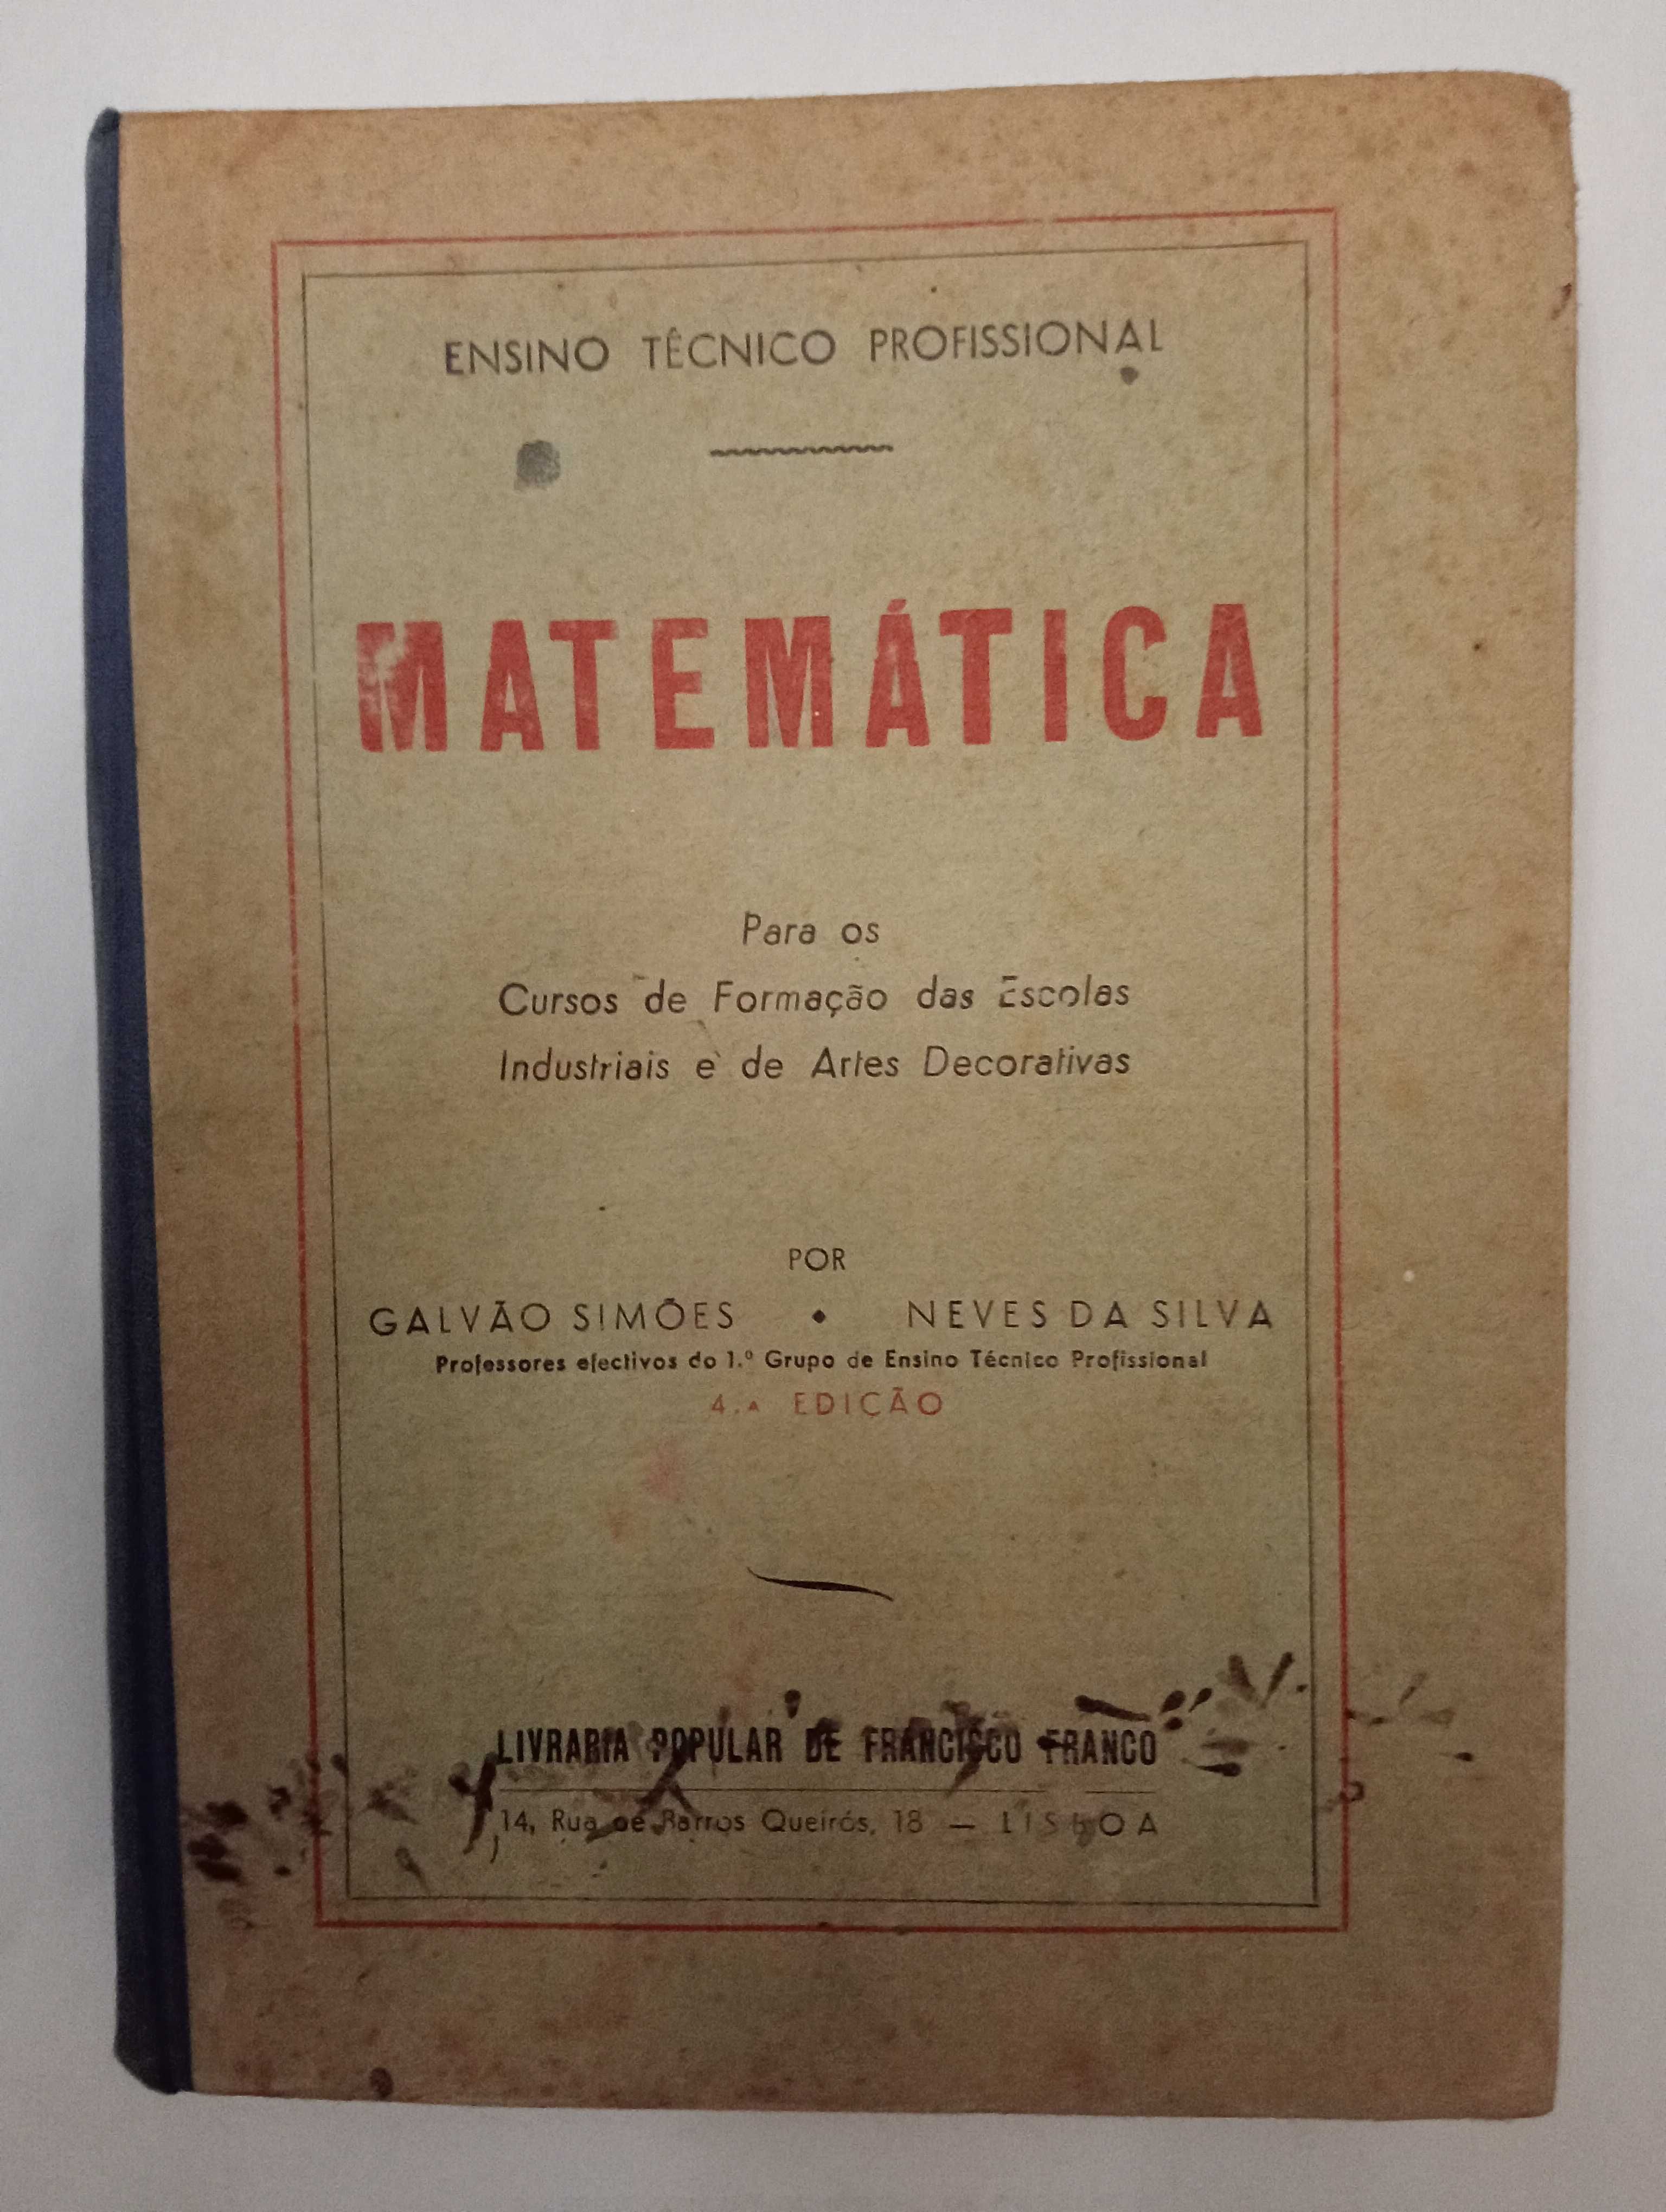 ENSINO TÉCNICO PROFISSIONAL
MATEMÁTICA
Para os
Cursos de Formação das Escolas
Industriais e de Artes Decorativas
POR
GALVÃO SIMÕES • NEVES DA SILVA
Professores efectivos do 1.º Grupo de Ensino Técnico Profissional
4.ª EDIÇÃO
LIVRARIA POPULAR DE FRANCISCO FRANCO
14, Rua de Barros Queirós, 18 — LISBOA